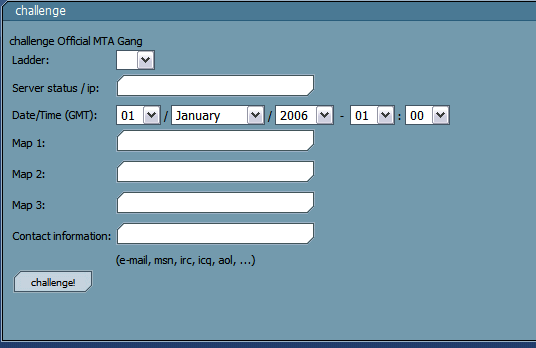 challenge
challenge Official MTA Gang
Ladder:
Server status / ip:
Date/Time (GMT): 01 / January / 2006 - 01 : 00
Map 1:
Map 2:
Map 3:
Contact information:
(e-mail, msn, irc, icq, aol, ...)
challenge!